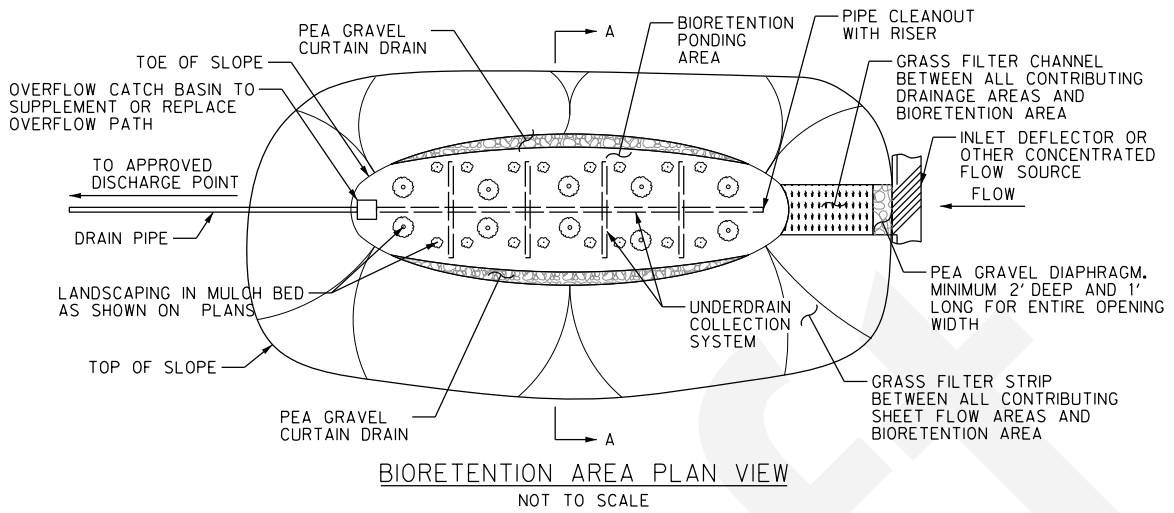 PEA GRAVEL
CURTAIN DRAIN
A
BIORETENTION
PONDING
AREA
PIPE CLEANOUT
WITH RISER
TOE OF SLOPE
GRASS FILTER CHANNEL
BETWEEN ALL CONTRIBUTING
DRAINAGE AREAS AND
BIORETENTION AREA
OVERFLOW CATCH BASIN TO
SUPPLEMENT OR REPLACE
OVERFLOW PATH
INLET DEFLECTOR OR
OTHER CONCENTRATED
FLOW SOURCE
TO APPROVED
DISCHARGE POINT
FLOW
DRAIN PIPE
PEA GRAVEL DIAPHRAGM.
MINIMUM 2' DEEP AND 1'
LONG FOR ENTIRE OPENING
WIDTH
LANDSCAPING IN MULCH BED
AS SHOWN ON PLANS
UNDERDRAIN
COLLECTION
SYSTEM
TOP OF SLOPE
GRASS FILTER STRIP
BETWEEN ALL CONTRIBUTING
SHEET FLOW AREAS AND
BIORETENTION AREA
PEA GRAVEL
CURTAIN DRAIN
A
BIORETENTION AREA PLAN VIEW
NOT TO SCALE